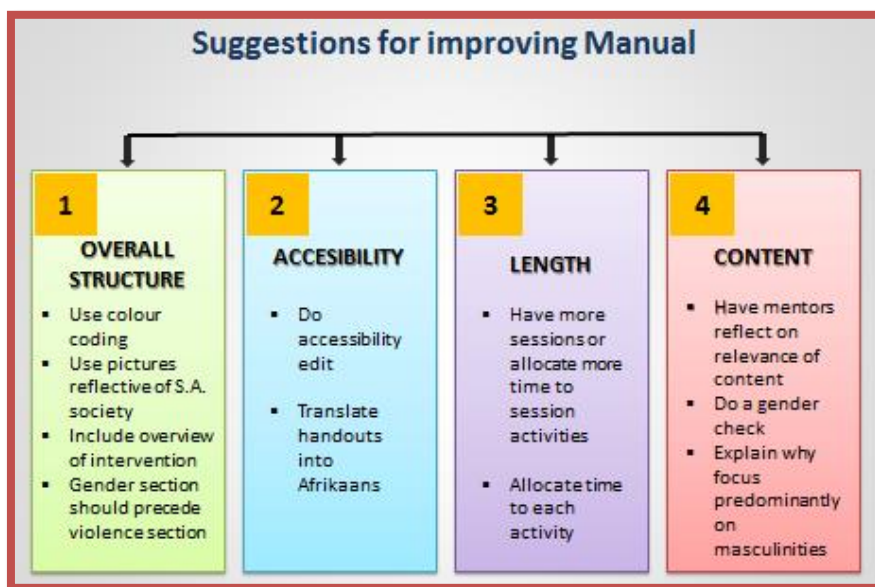 Suggestions for improving Manual
1
OVERALL
STRUCTURE
▪ Use colour
coding
▪ Use pictures
reflective of S.A.
society
▪ Include overview
of intervention
▪ Gender section
should precede
violence section
2
ACCESIBILITY
▪ Do
accessibility
edit
▪ Translate
handouts
into
Afrikaans
3
LENGTH
▪ Have more
sessions or
allocate more
time to
session
activities
▪ Allocate time
to each
activity
4
CONTENT
▪ Have mentors
reflect on
relevance of
content
▪ Do a gender
check
▪ Explain why
focus
predominantly
on
masculinities